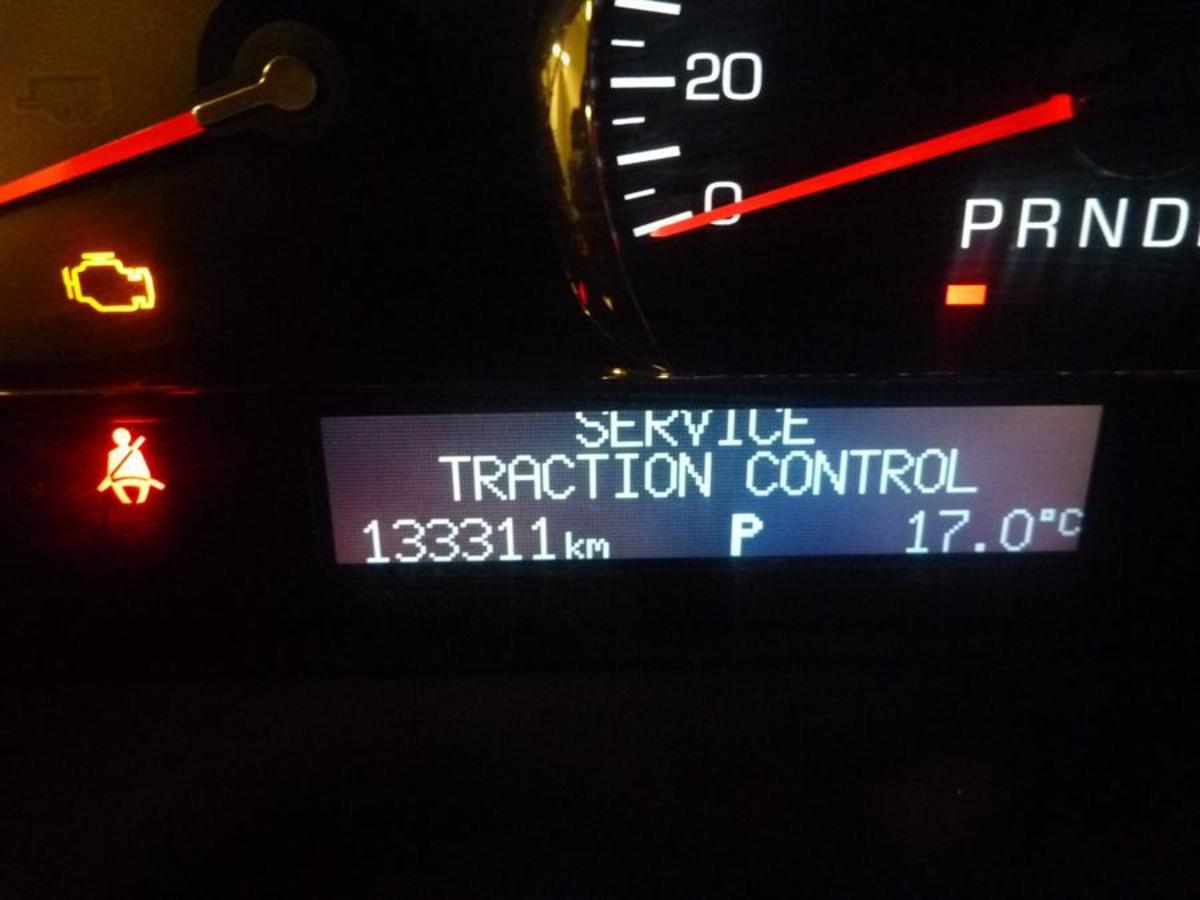 20
0
PRND
SERVICE
TRACTION CONTROL
133311km P 17.0°C